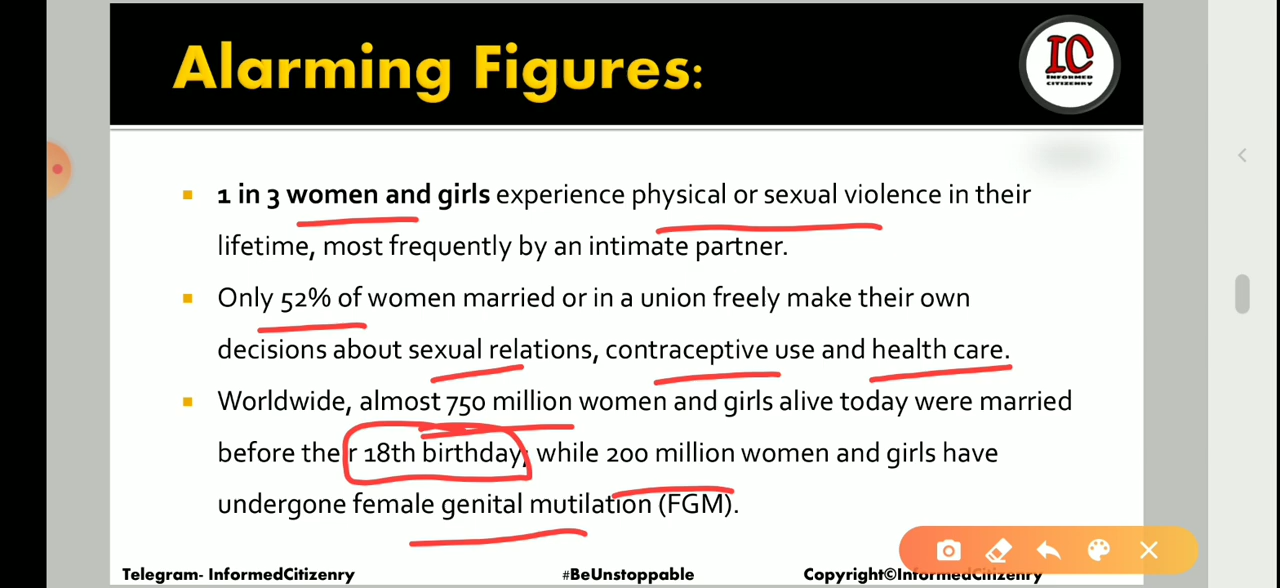 Alarming Figures:
IC
INFORMED
CITIZENRY
1 in 3 women and girls experience physical or sexual violence in their
lifetime, most frequently by an intimate partner.
Only 52% of women married or in a union freely make their own
decisions about sexual relations, contraceptive use and health care.
Worldwide, almost 750 million women and girls alive today were married
before their 18th birthday, while 200 million women and girls have
undergone female genital mutilation (FGM).
Telegram- InformedCitizenry
#BeUnstoppable
Copyright©InformedCitizenry